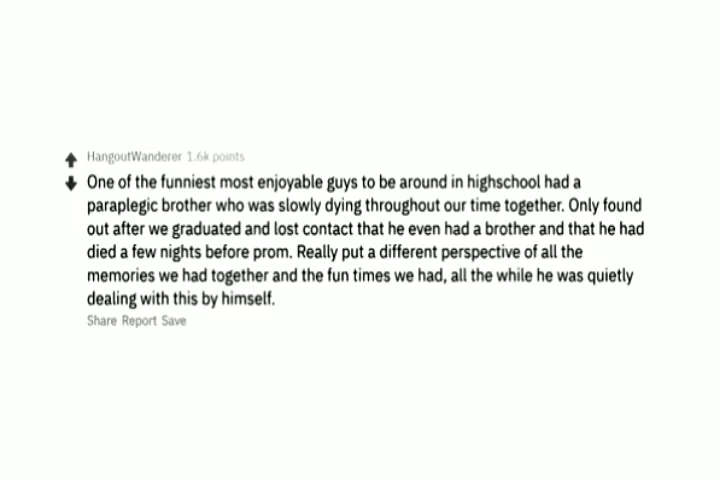 HangoutWanderer 1.6k points
One of the funniest most enjoyable guys to be around in highschool had a
paraplegic brother who was slowly dying throughout our time together. Only found
out after we graduated and lost contact that he even had a brother and that he had
died a few nights before prom. Really put a different perspective of all the
memories we had together and the fun times we had, all the while he was quietly
dealing with this by himself.
Share Report Save